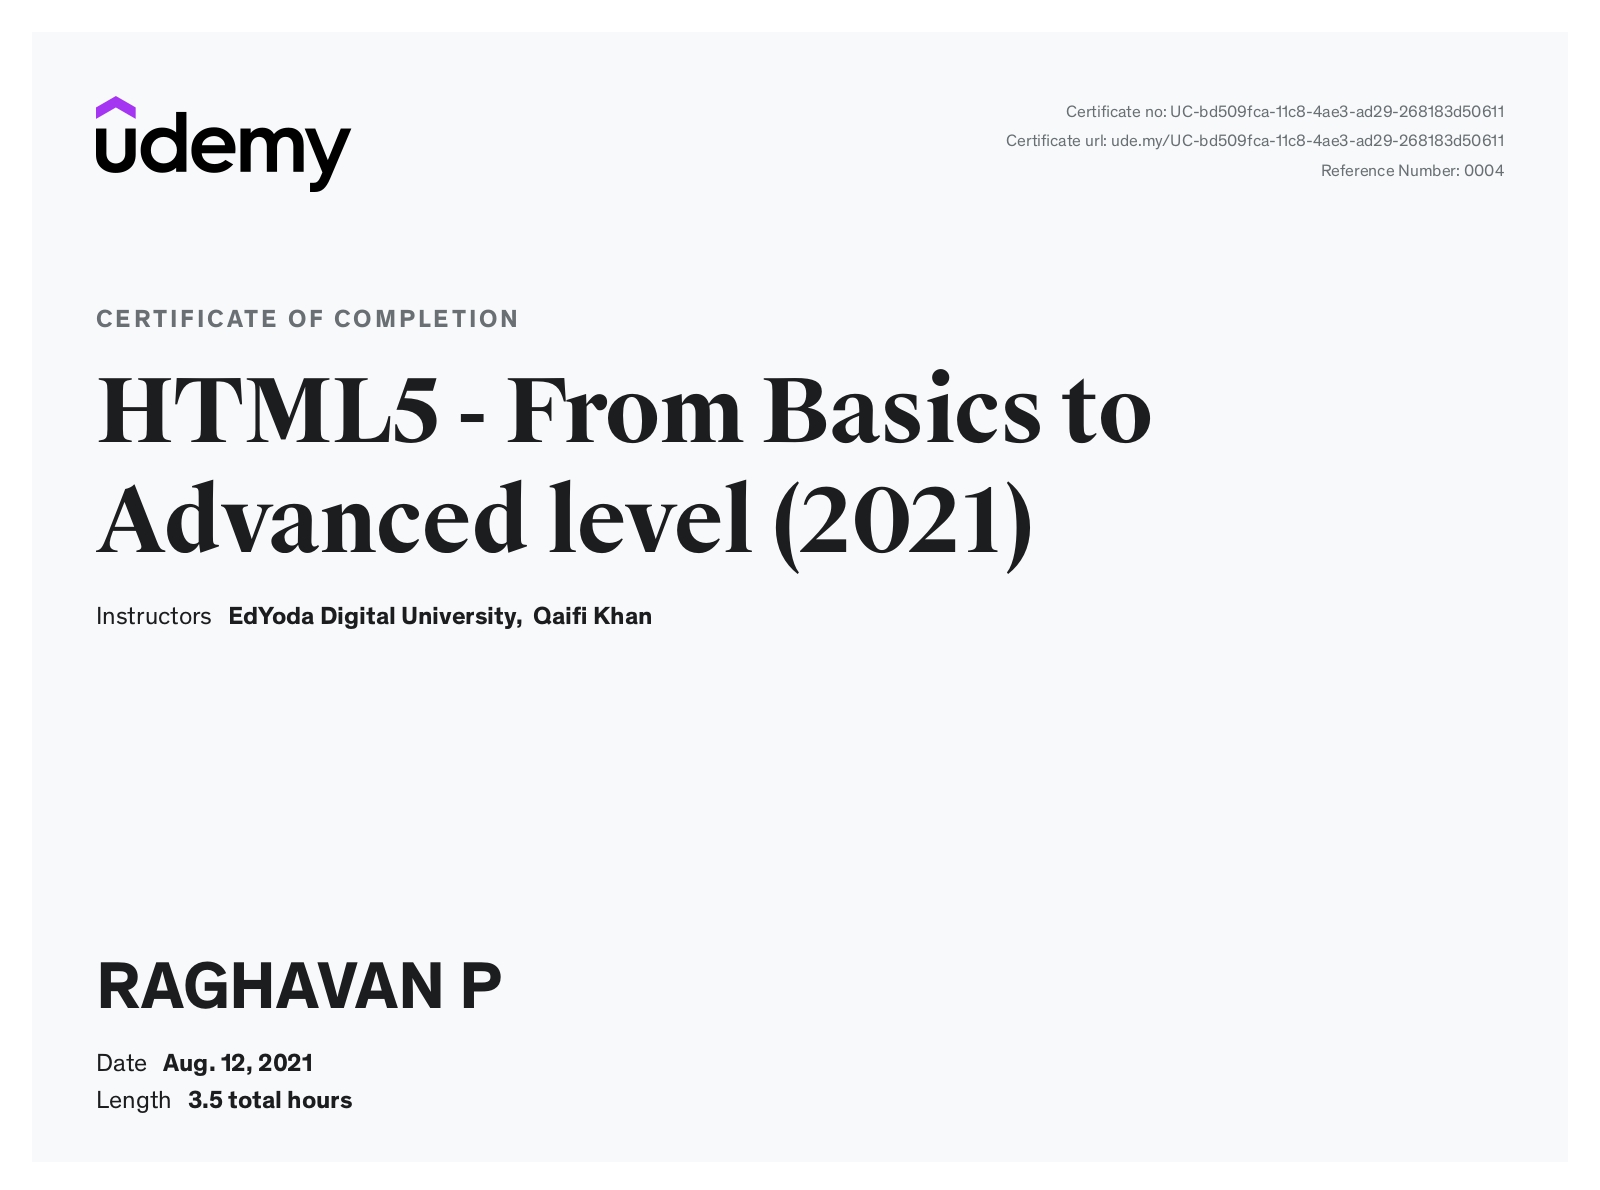 udemy
Certificate no: UC-bd509fca-11c8-4ae3-ad29-268183d50611
Certificate url: ude.my/UC-bd509fca-11c8-4ae3-ad29-268183d50611
Reference Number: 0004
CERTIFICATE OF COMPLETION
HTML5 - From Basics to
Advanced level (2021)
Instructors EdYoda Digital University, Qaifi Khan
RAGHAVAN P
Date Aug. 12, 2021
Length 3.5 total hours